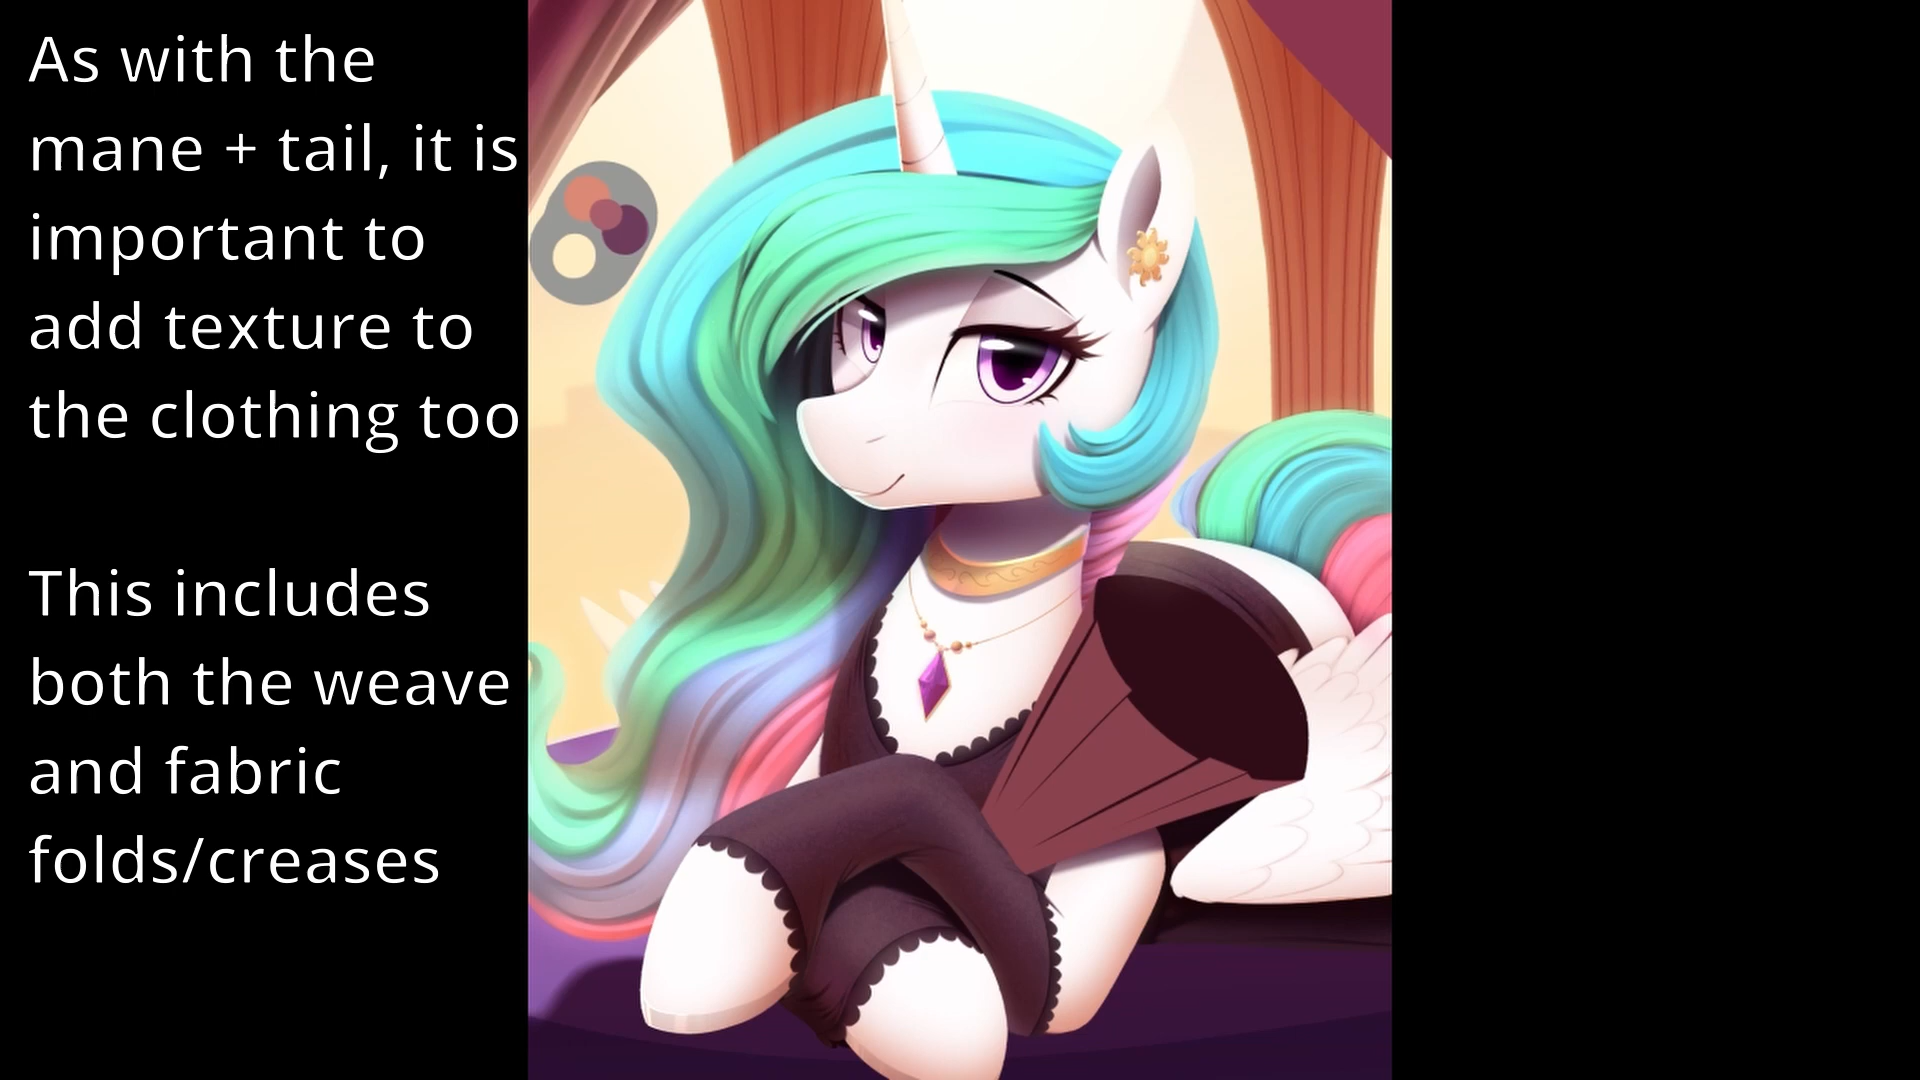 As with the
mane + tail, it is
important to
add texture to
the clothing too
This includes
both the weave
and fabric
folds/creases